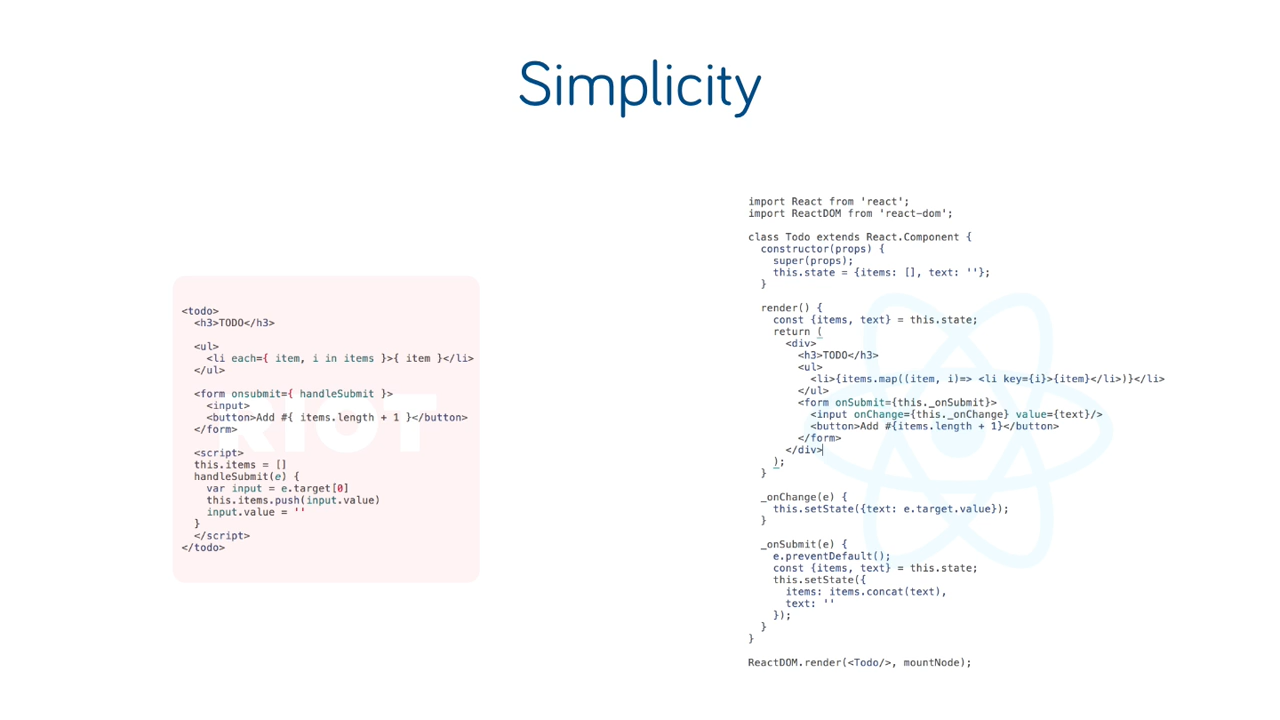 Simplicity
<todo>
  <h3>TODO</h3>

  <ul>
    <li each={ item, i in items }>{ item }</li>
  </ul>

  <form onsubmit={ handleSubmit }>
    <input>
    <button>Add #{ items.length + 1 }</button>
  </form>

  <script>
  this.items = []
  handleSubmit(e) {
    var input = e.target[0]
    this.items.push(input.value)
    input.value = ''
  }
  </script>
</todo>
RIOT
import React from 'react';
import ReactDOM from 'react-dom';

class Todo extends React.Component {
  constructor(props) {
    super(props);
    this.state = {items: [], text: ''};
  }

  render() {
    const {items, text} = this.state;
    return (
      <div>
        <h3>TODO</h3>
        <ul>
          <li>{items.map((item, i)=> <li key={i}>{item}</li>)}</li>
        </ul>
        <form onSubmit={this._onSubmit}>
          <input onChange={this._onChange} value={text}/>
          <button>Add #{items.length + 1}</button>
        </form>
      </div>
    );
  }

  _onChange(e) {
    this.setState({text: e.target.value});
  }

  _onSubmit(e) {
    e.preventDefault();
    const {items, text} = this.state;
    this.setState({
      items: items.concat(text),
      text: ''
    });
  }
}

ReactDOM.render(<Todo/>, mountNode);